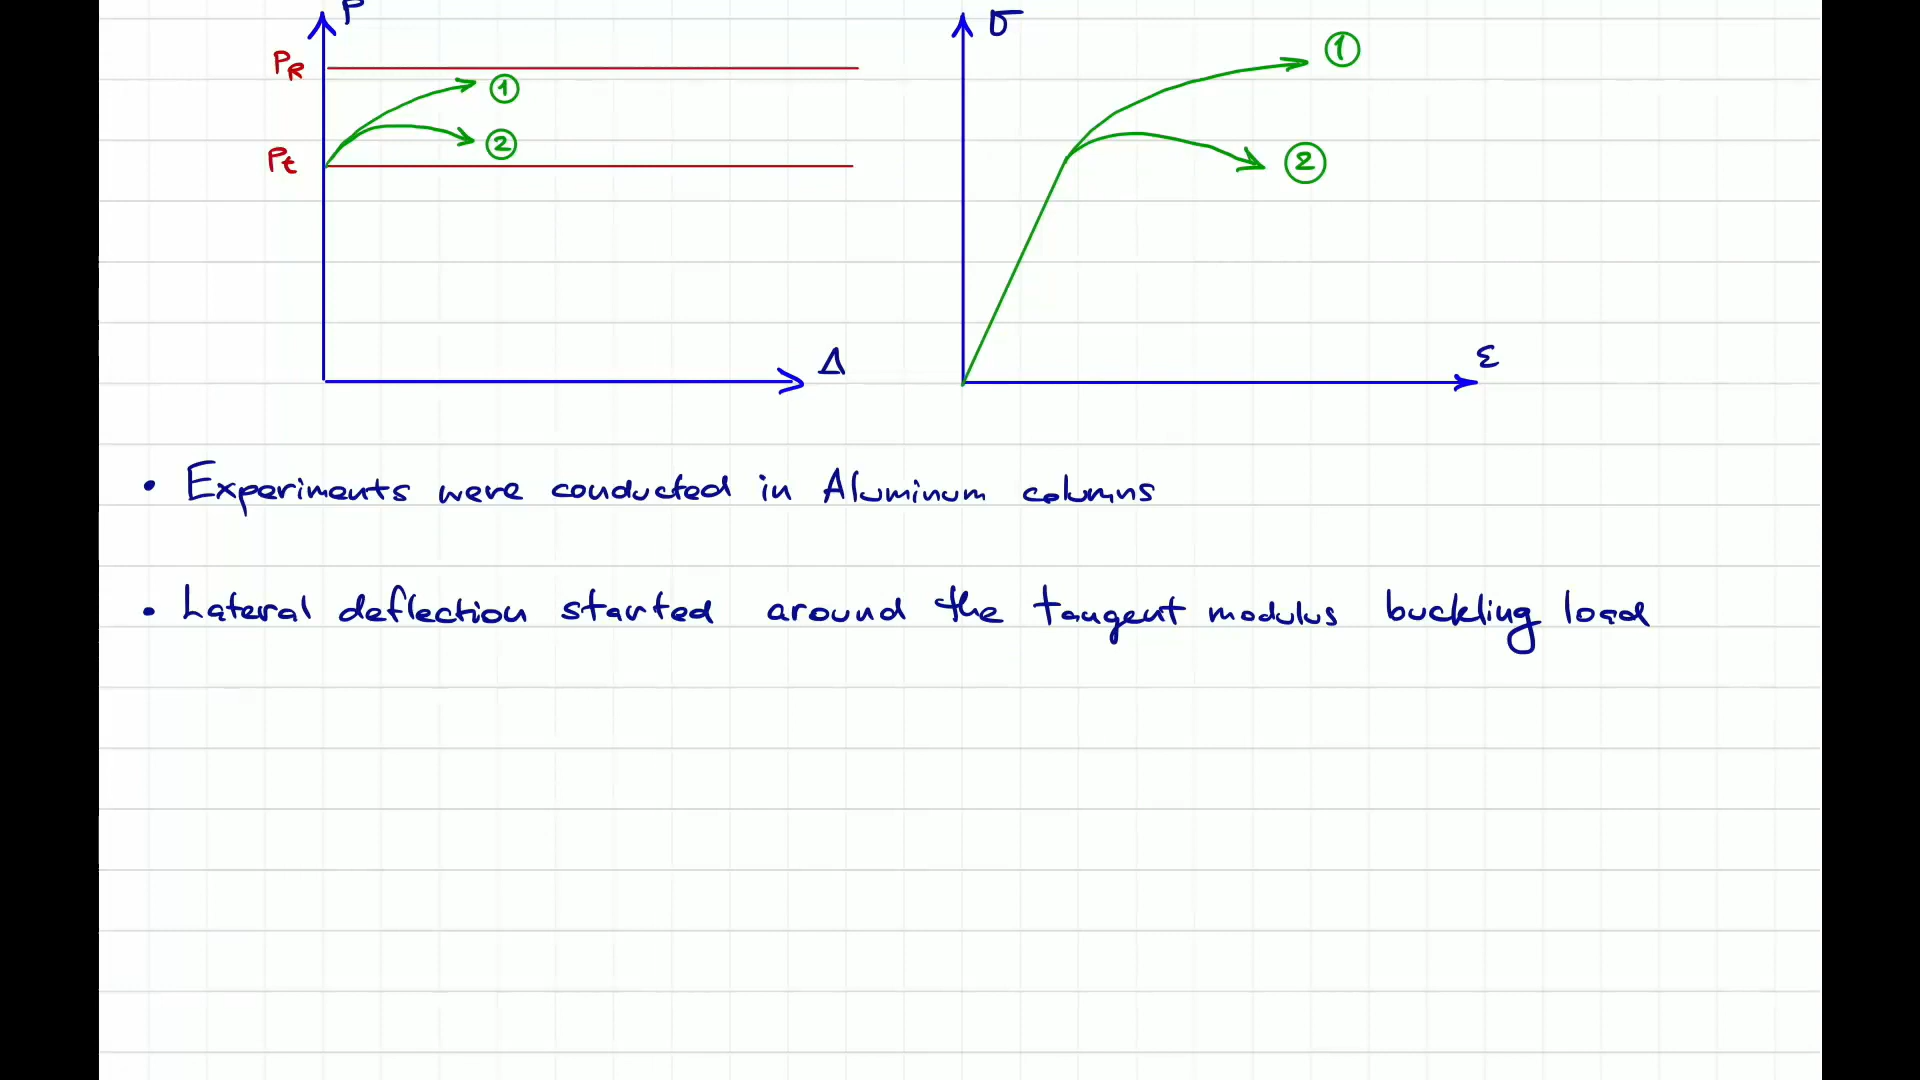 P
σ
P_R
①
①
②
②
P_t
Δ
ε
• Experiments were conducted in Aluminum columns
• Lateral deflection started around the tangent modulus buckling load